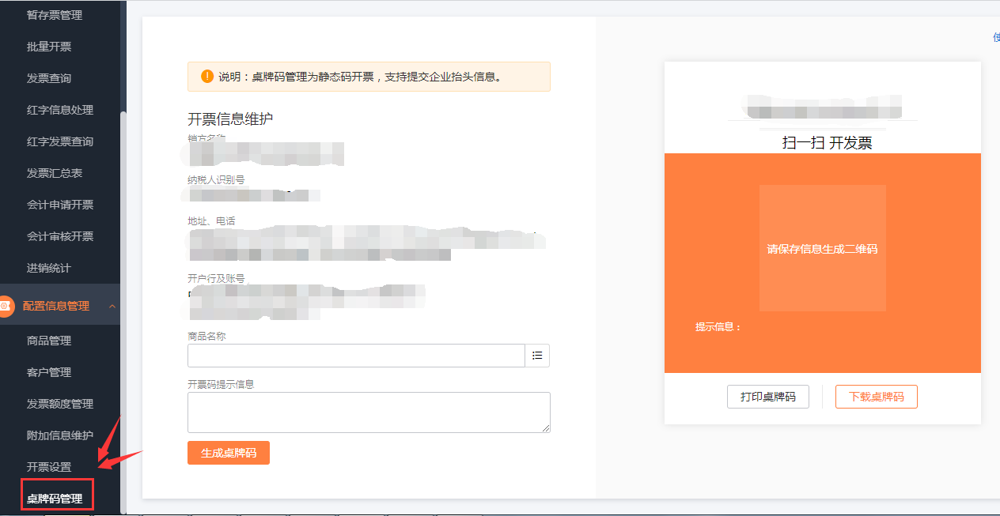 暂存票管理
批量开票
发票查询
红字信息处理
红字发票查询
发票汇总表
会计申请开票
会计审核开票
进销统计
配置信息管理
商品管理
客户管理
发票额度管理
附加信息维护
开票设置
桌牌码管理
说明：桌牌码管理为静态码开票，支持提交企业抬头信息。
开票信息维护
销方名称
纳税人识别号
地址、电话
开户行及账号
商品名称
开票码提示信息
生成桌牌码
使
扫一扫 开发票
请保存信息生成二维码
提示信息：
打印桌牌码
下载桌牌码